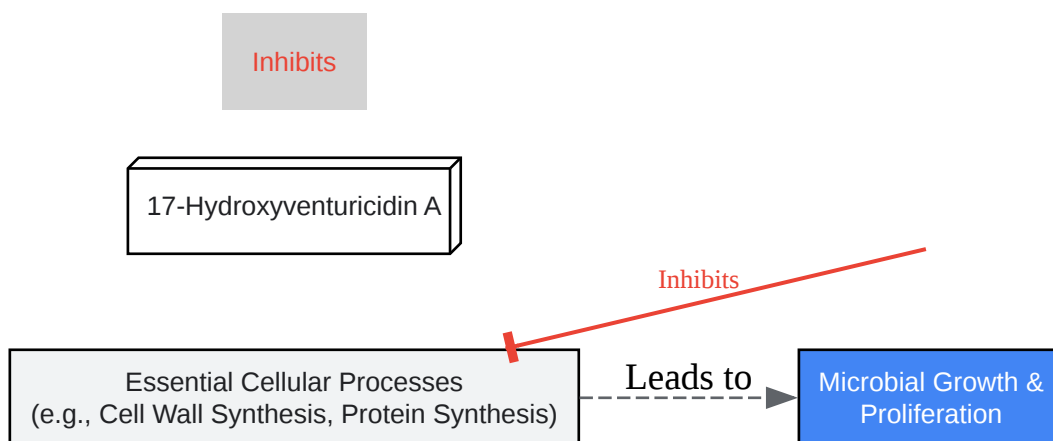 Inhibits
17-Hydroxyventuricidin A
Inhibits
Essential Cellular Processes
(e.g., Cell Wall Synthesis, Protein Synthesis)
Leads to
Microbial Growth &
Proliferation